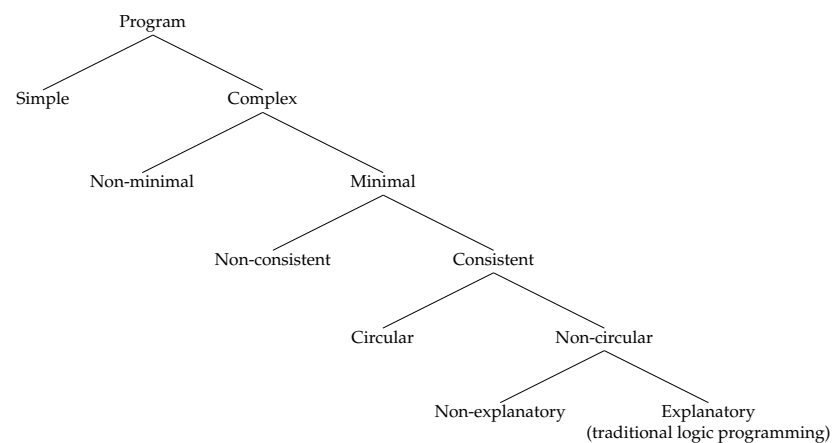 Program
Simple
Complex
Non-minimal
Minimal
Non-consistent
Consistent
Circular
Non-circular
Non-explanatory
Explanatory
(traditional logic programming)